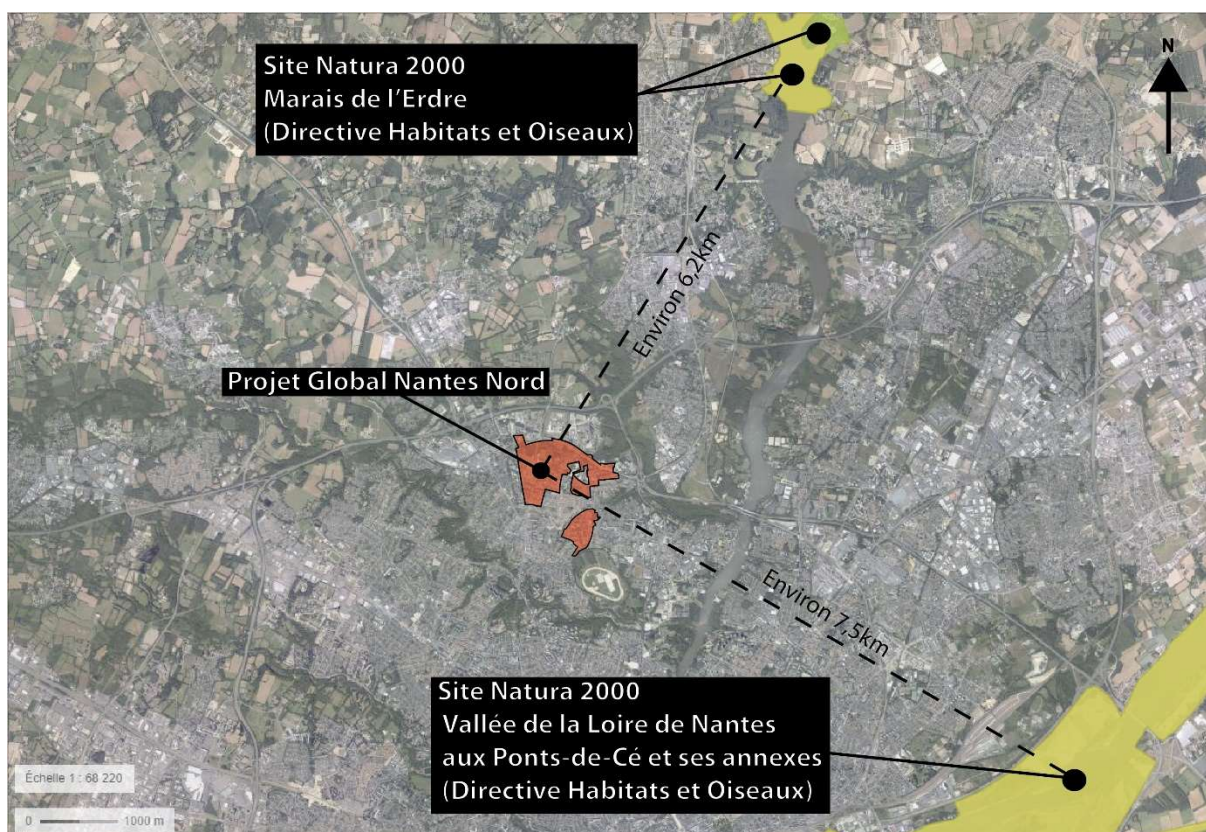 Site Natura 2000
Marais de l'Erdre
(Directive Habitats et Oiseaux)
N
Environ 6,2km
Projet Global Nantes Nord
Environ 7,5km
Site Natura 2000
Vallée de la Loire de Nantes
aux Ponts-de-Cé et ses annexes
(Directive Habitats et Oiseaux)
Échelle 1 : 68 220
0 1000 m